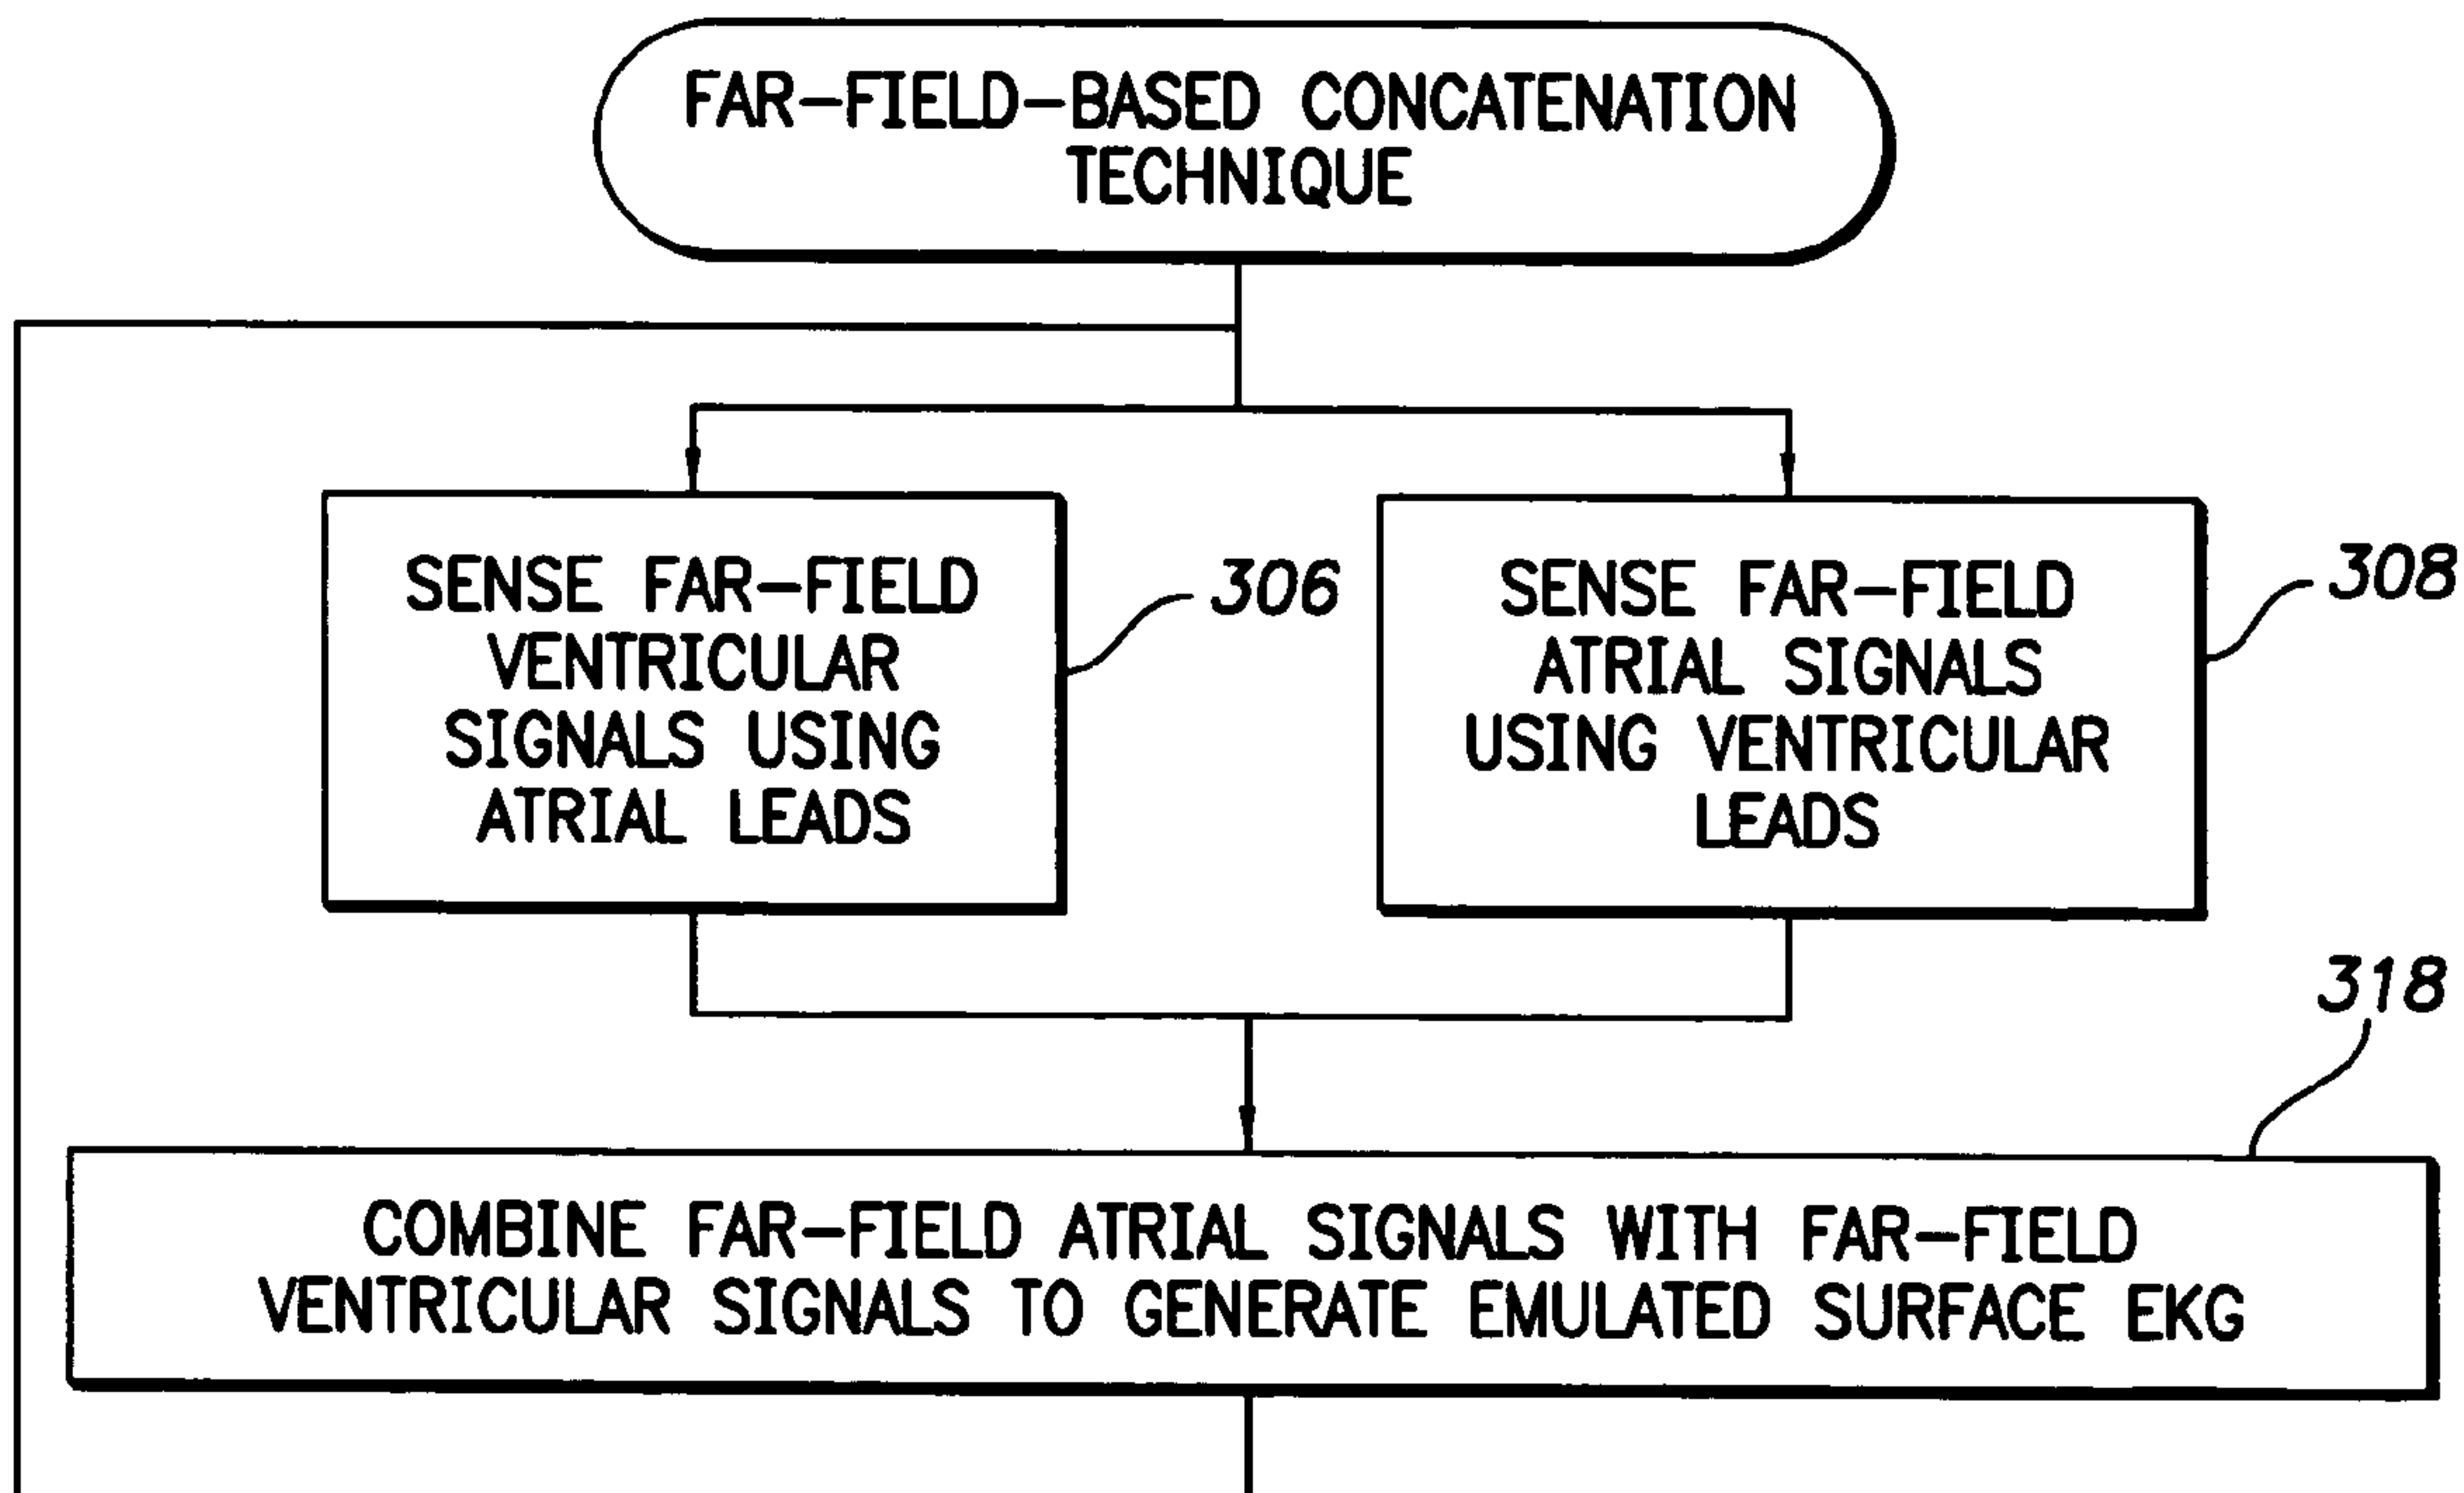 FAR-FIELD-BASED CONCATENATION
TECHNIQUE
SENSE FAR-FIELD
VENTRICULAR
SIGNALS USING
ATRIAL LEADS
306
SENSE FAR-FIELD
ATRIAL SIGNALS
USING VENTRICULAR
LEADS
308
318
COMBINE FAR-FIELD ATRIAL SIGNALS WITH FAR-FIELD
VENTRICULAR SIGNALS TO GENERATE EMULATED SURFACE EKG